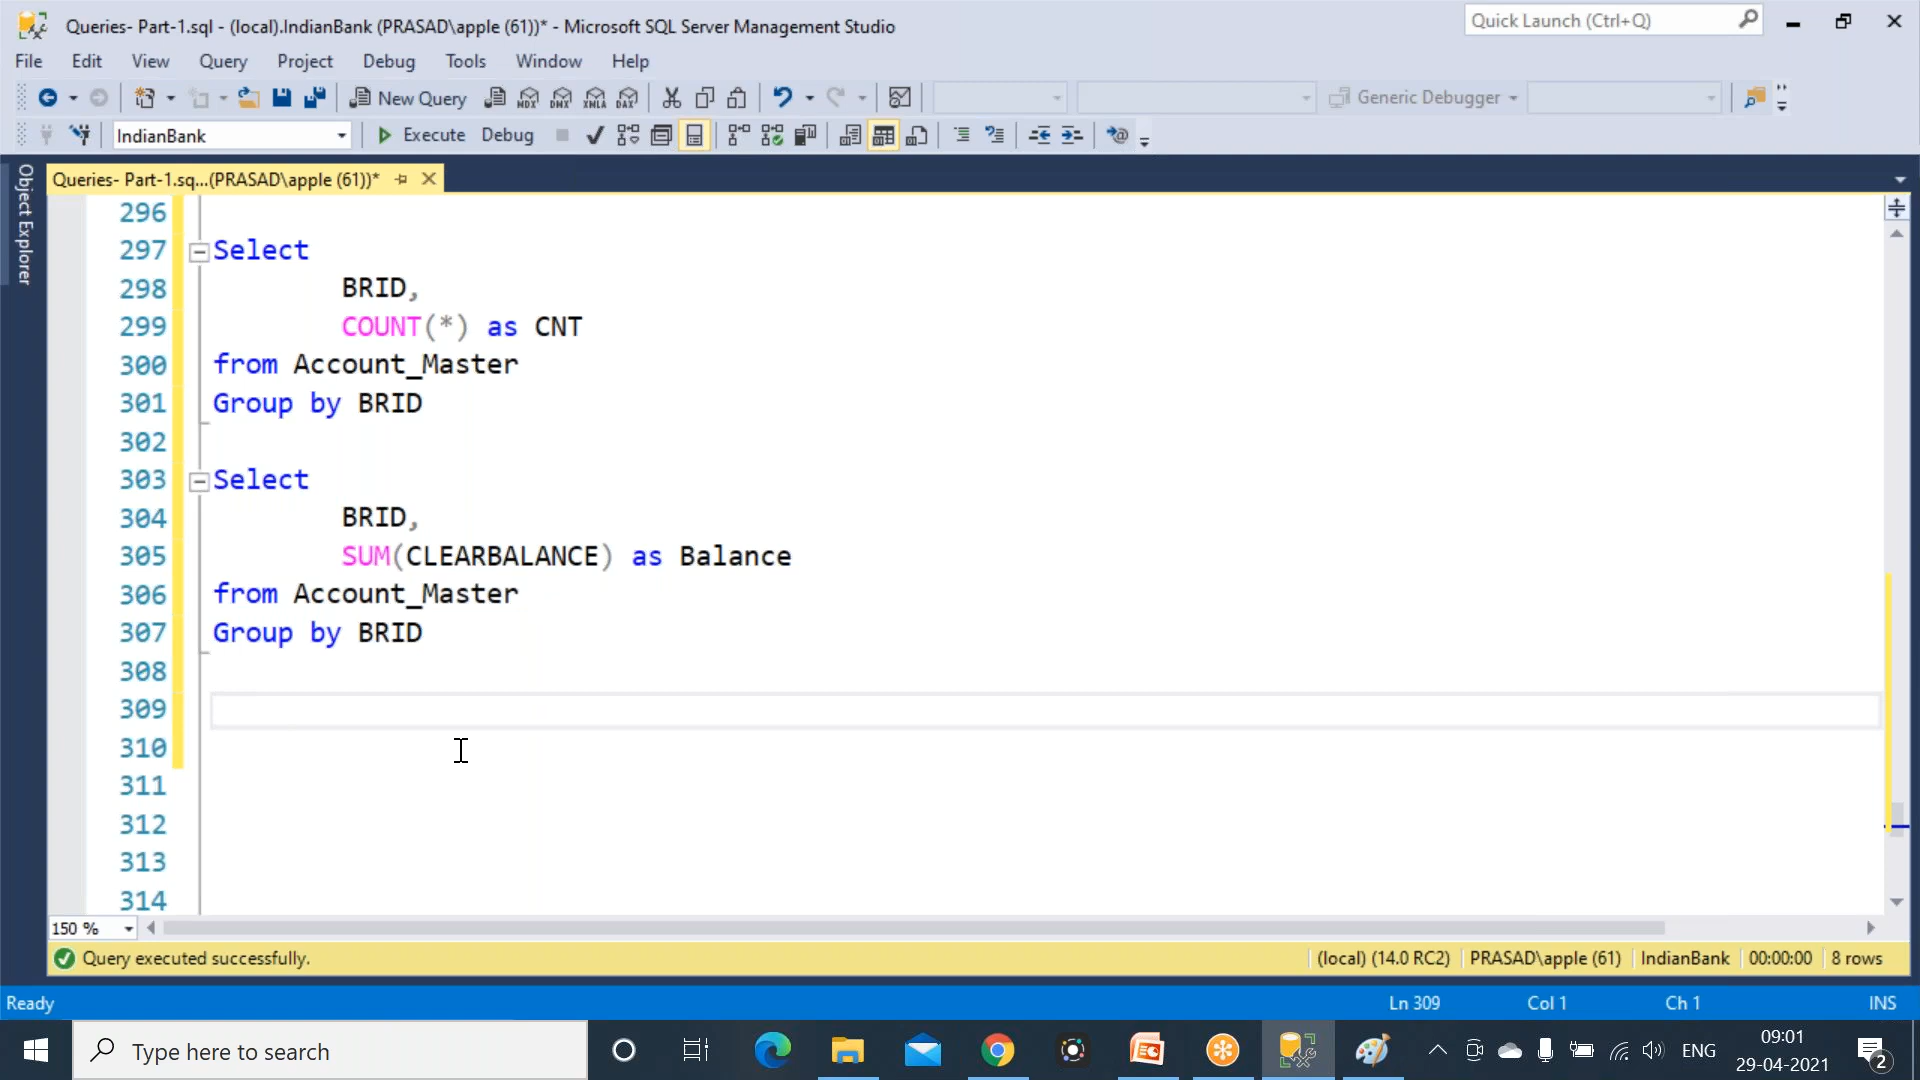 Queries- Part-1.sql - (local).IndianBank (PRASAD\apple (61))* - Microsoft SQL Server Management Studio
Quick Launch (Ctrl+Q)
File Edit View Query Project Debug Tools Window Help
New Query MDX DMX XMLA DAX Generic Debugger
IndianBank Execute Debug
Object Explorer
Queries- Part-1.sq...(PRASAD\apple (61))*
296
297 Select
298 BRID,
299 COUNT(*) as CNT
300 from Account_Master
301 Group by BRID
302
303 Select
304 BRID,
305 SUM(CLEARBALANCE) as Balance
306 from Account_Master
307 Group by BRID
308
309
310
311
312
313
314
150 %
Query executed successfully. (local) (14.0 RC2) PRASAD\apple (61) IndianBank 00:00:00 8 rows
Ready Ln 309 Col 1 Ch 1 INS
Type here to search
ENG
09:01
29-04-2021
2